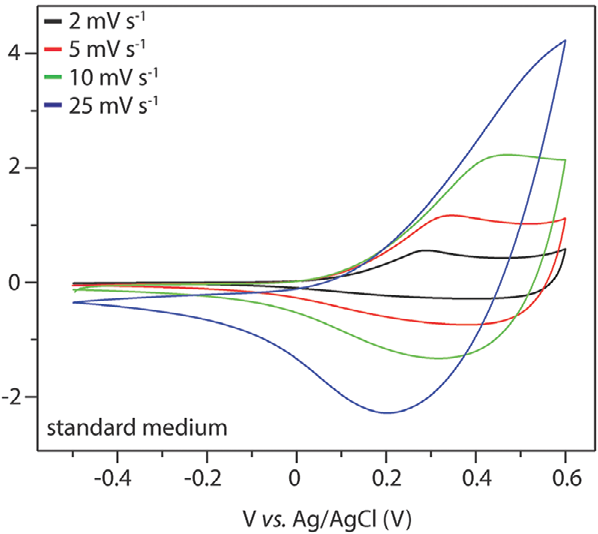 2 mV s⁻¹
5 mV s⁻¹
10 mV s⁻¹
25 mV s⁻¹
4
2
0
-2
standard medium
-0.4 -0.2 0 0.2 0.4 0.6
V vs. Ag/AgCl (V)